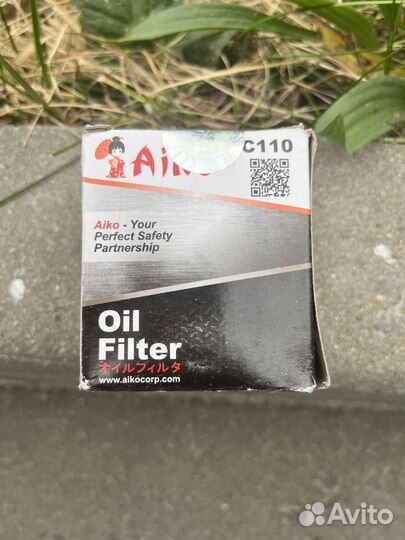 Aiko C110
Aiko - Your
Perfect Safety
Partnership
Oil
Filter
オイルフィルタ
www.aikocorp.com
Avito